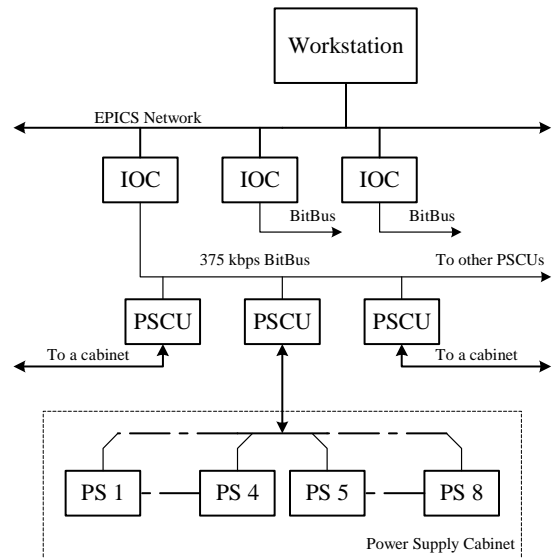 Workstation
EPICS Network
IOC
IOC
IOC
BitBus
BitBus
375 kbps BitBus
To other PSCUs
PSCU
PSCU
PSCU
To a cabinet
To a cabinet
PS 1
PS 4
PS 5
PS 8
Power Supply Cabinet